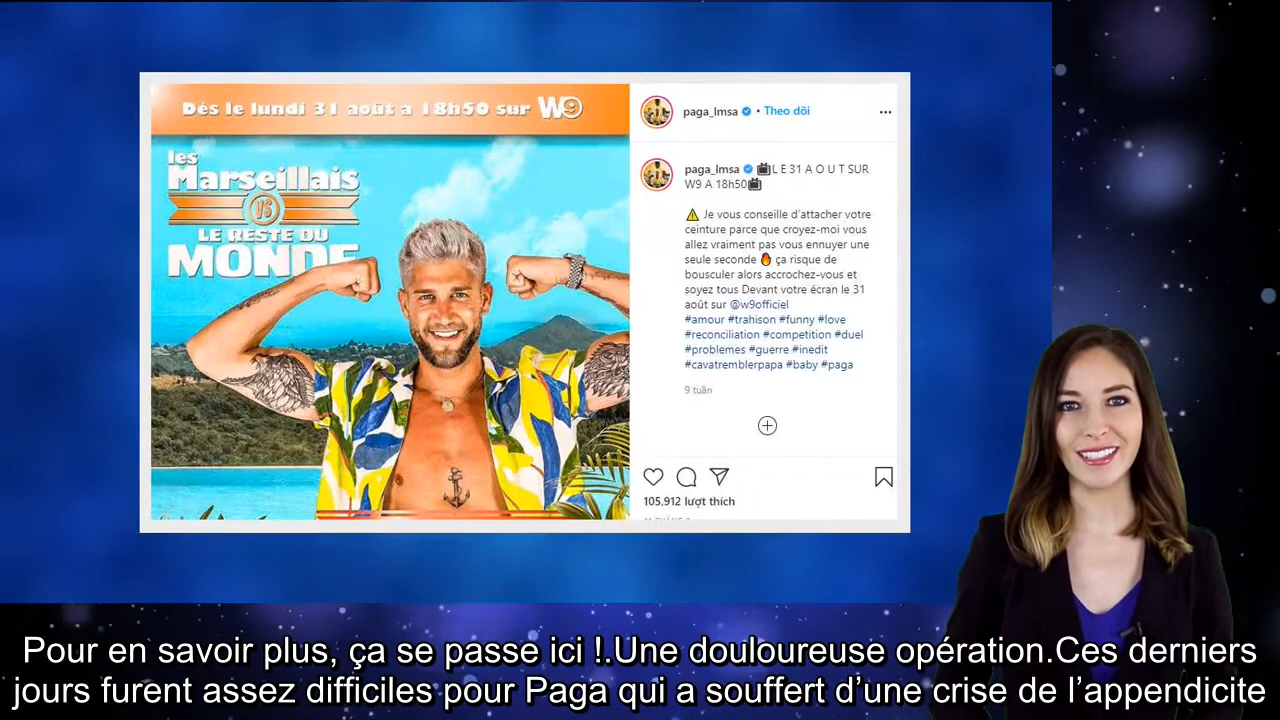 Dès le lundi 31 août à 18h50 sur W9
les
Marseillais
VS
LE RESTE DU
MONDE
paga_lmsa • Theo dõi
paga_lmsa L E 31 A O U T SUR
W9 A 18h50
Je vous conseille d'attacher votre
ceinture parce que croyez-moi vous
allez vraiment pas vous ennuyer une
seule seconde 🔥 ça risque de
bousculer alors accrochez-vous et
soyez tous Devant votre écran le 31
août sur @w9officiel
#amour #trahison #funny #love
#reconciliation #competition #duel
#problemes #guerre #inedit
#cavatremblerpapa #baby #paga
9 tuần
105,912 lượt thích
Pour en savoir plus, ça se passe ici !.Une douloureuse opération.Ces derniers
jours furent assez difficiles pour Paga qui a souffert d’une crise de l’appendicite